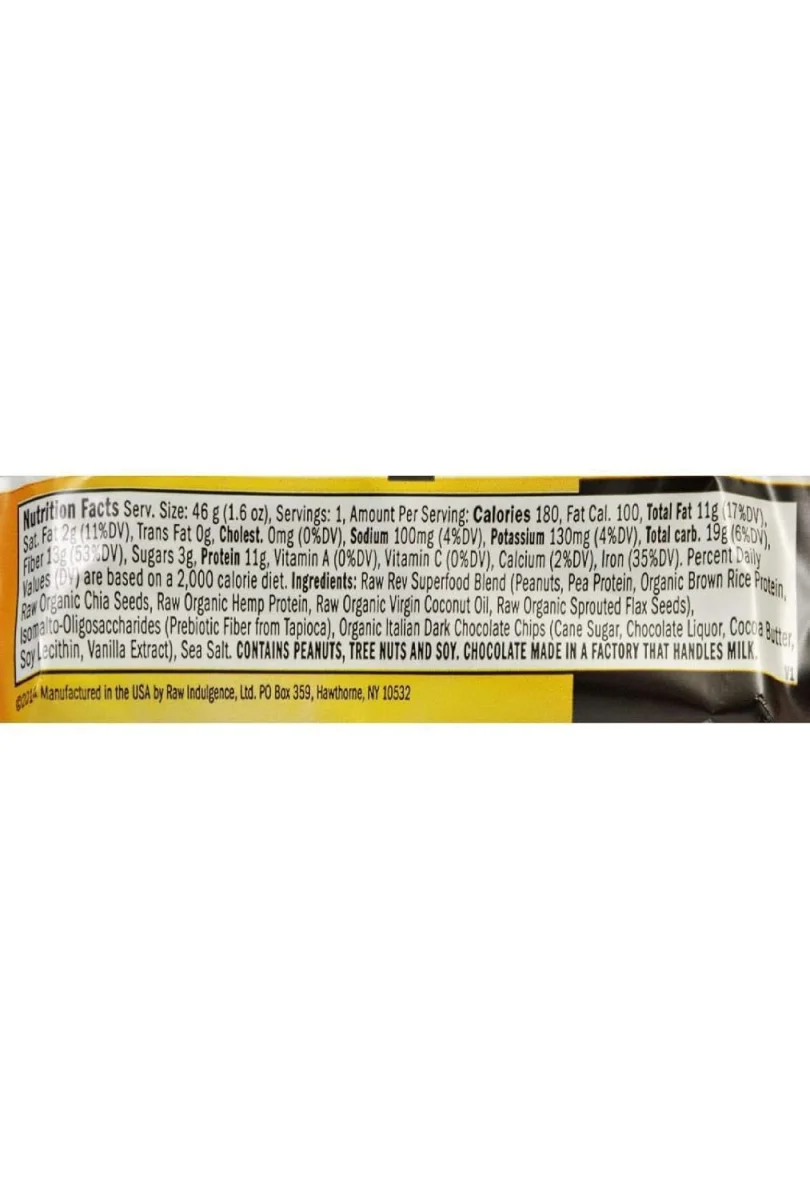 Nutrition Facts Serv. Size: 46 g (1.6 oz), Servings: 1, Amount Per Serving: Calories 180, Fat Cal. 100, Total Fat 11g (17%DV),
Sat. Fat 2g (11%DV), Trans Fat 0g, Cholest. 0mg (0%DV), Sodium 100mg (4%DV), Potassium 130mg (4%DV), Total carb. 19g (6%DV),
Fiber 13g (53%DV), Sugars 3g, Protein 11g, Vitamin A (0%DV), Vitamin C (0%DV), Calcium (2%DV), Iron (35%DV). Percent Daily
Values (DV) are based on a 2,000 calorie diet. Ingredients: Raw Rev Superfood Blend (Peanuts, Pea Protein, Organic Brown Rice Protein,
Raw Organic Chia Seeds, Raw Organic Hemp Protein, Raw Organic Virgin Coconut Oil, Raw Organic Sprouted Flax Seeds),
Isomalto-Oligosaccharides (Prebiotic Fiber from Tapioca), Organic Italian Dark Chocolate Chips (Cane Sugar, Chocolate Liquor, Cocoa Butter,
Soy Lecithin, Vanilla Extract), Sea Salt. CONTAINS PEANUTS, TREE NUTS AND SOY. CHOCOLATE MADE IN A FACTORY THAT HANDLES MILK.
V1
©2014 Manufactured in the USA by Raw Indulgence, Ltd. PO Box 359, Hawthorne, NY 10532